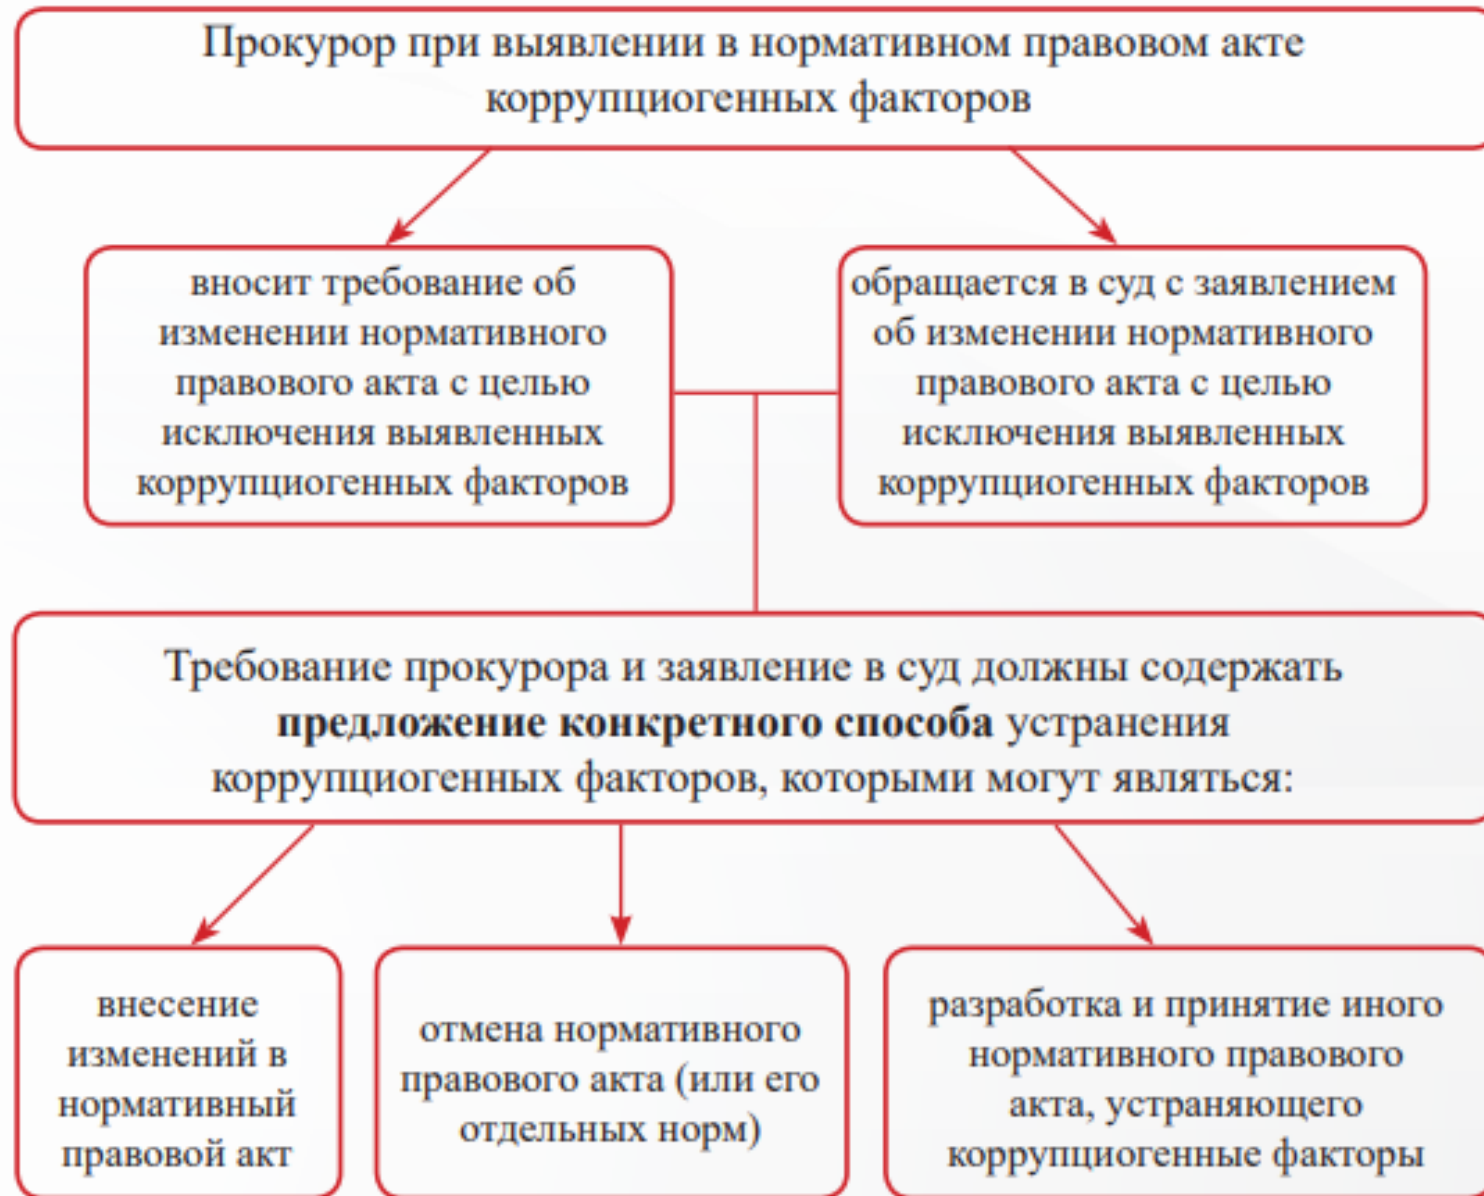 Прокурор при выявлении в нормативном правовом акте
коррупциогенных факторов
вносит требование об
изменении нормативного
правового акта с целью
исключения выявленных
коррупциогенных факторов
обращается в суд с заявлением
об изменении нормативного
правового акта с целью
исключения выявленных
коррупциогенных факторов
Требование прокурора и заявление в суд должны содержать
предложение конкретного способа устранения
коррупциогенных факторов, которыми могут являться:
внесение
изменений в
нормативный
правовой акт
отмена нормативного
правового акта (или его
отдельных норм)
разработка и принятие иного
нормативного правового
акта, устраняющего
коррупциогенные факторы